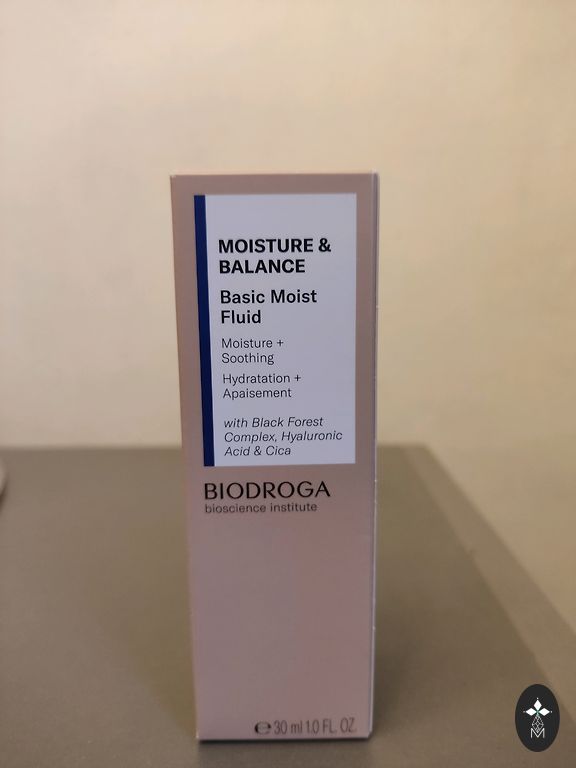 MOISTURE &
BALANCE
Basic Moist
Fluid
Moisture +
Soothing
Hydratation +
Apaisement
with Black Forest
Complex, Hyaluronic
Acid & Cica
BIODROGA
bioscience institute
℮ 30 ml 1.0 FL. OZ.
M